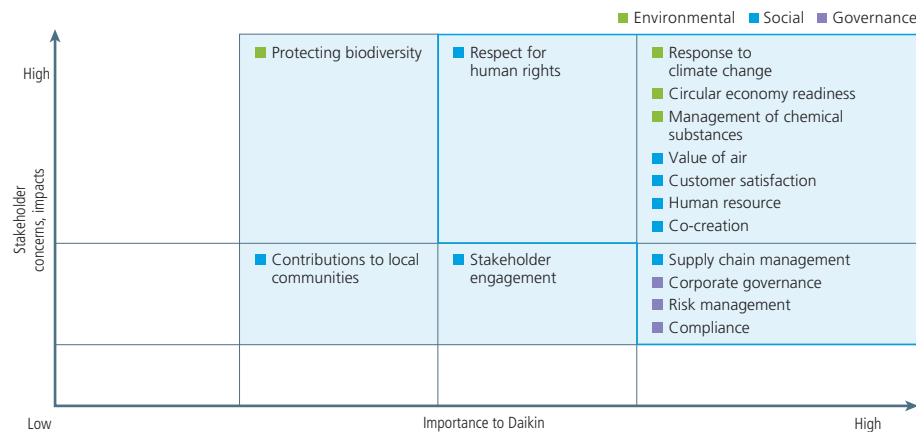 Environmental Social Governance
High
Stakeholder
concerns, impacts
Protecting biodiversity
Respect for
human rights
Response to
climate change
Circular economy readiness
Management of chemical
substances
Value of air
Customer satisfaction
Human resource
Co-creation
Contributions to local
communities
Stakeholder
engagement
Supply chain management
Corporate governance
Risk management
Compliance
Low
Importance to Daikin
High